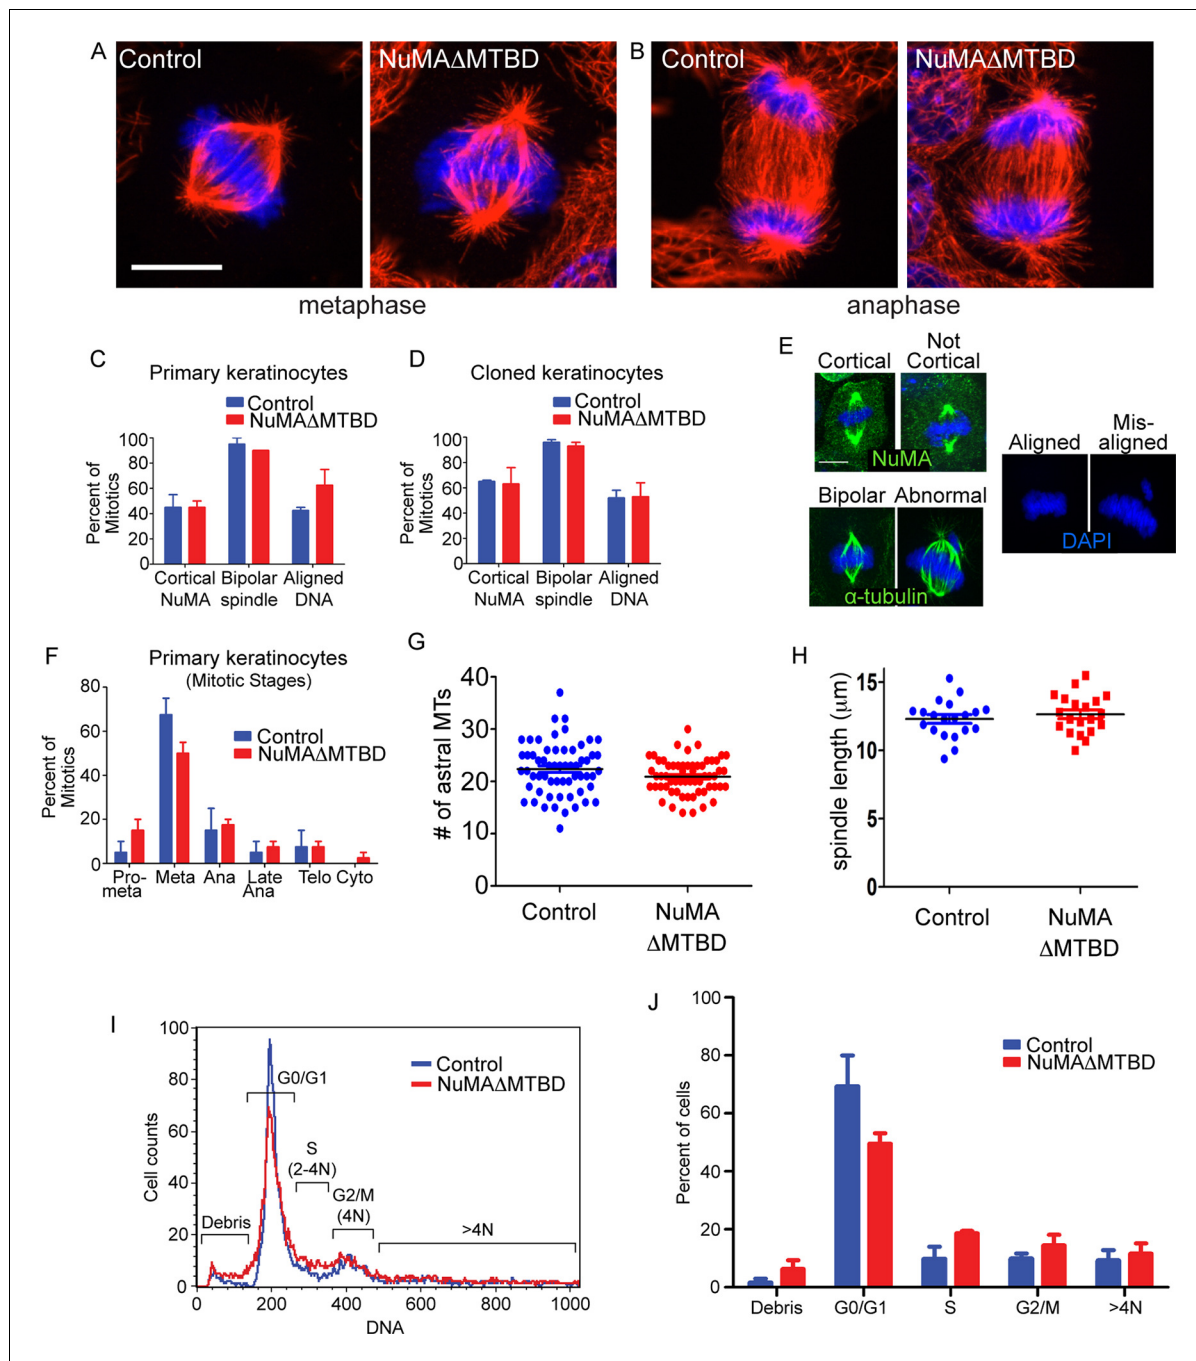 A
Control
NuMAΔMTBD
B
Control
NuMAΔMTBD
metaphase
anaphase
C
Primary keratinocytes
Control
NuMAΔMTBD
Percent of
Mitotics
100
80
60
40
20
0
Cortical
NuMA
Bipolar
spindle
Aligned
DNA
D
Cloned keratinocytes
Control
NuMAΔMTBD
Percent of
Mitotics
100
80
60
40
20
0
Cortical
NuMA
Bipolar
spindle
Aligned
DNA
E
Cortical
Not
Cortical
NuMA
Bipolar
Abnormal
α-tubulin
Aligned
Mis-
aligned
DAPI
F
Primary keratinocytes
(Mitotic Stages)
Control
NuMAΔMTBD
Percent of
Mitotics
80
60
40
20
0
Pro-
meta
Meta
Ana
Late
Ana
Telo
Cyto
G
# of astral MTs
40
30
20
10
0
Control
NuMA
ΔMTBD
H
spindle length (μm)
15
10
5
0
Control
NuMA
ΔMTBD
I
Cell counts
100
80
60
40
20
0
Control
NuMAΔMTBD
G0/G1
S
(2-4N)
G2/M
(4N)
Debris
>4N
0
200
400
600
800
1000
DNA
J
Percent of cells
100
80
60
40
20
0
Control
NuMAΔMTBD
Debris
G0/G1
S
G2/M
>4N